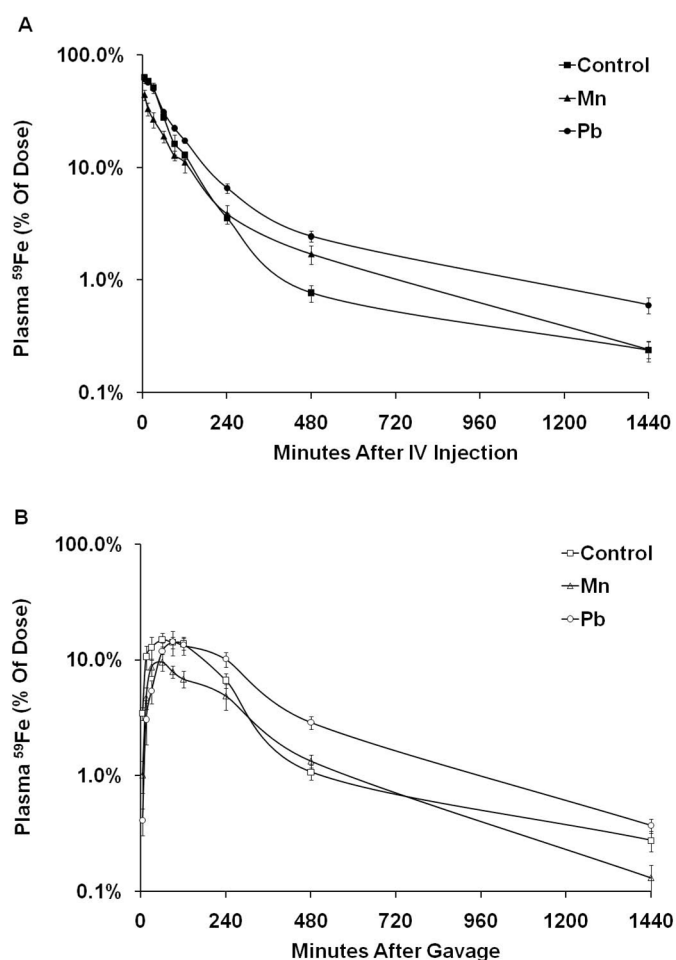 A
100.0%
10.0%
1.0%
0.1%
Plasma ⁵⁹Fe (% Of Dose)
Control
Mn
Pb
0 240 480 720 960 1200 1440
Minutes After IV Injection
B
100.0%
10.0%
1.0%
0.1%
Plasma ⁵⁹Fe (% Of Dose)
Control
Mn
Pb
0 240 480 720 960 1200 1440
Minutes After Gavage